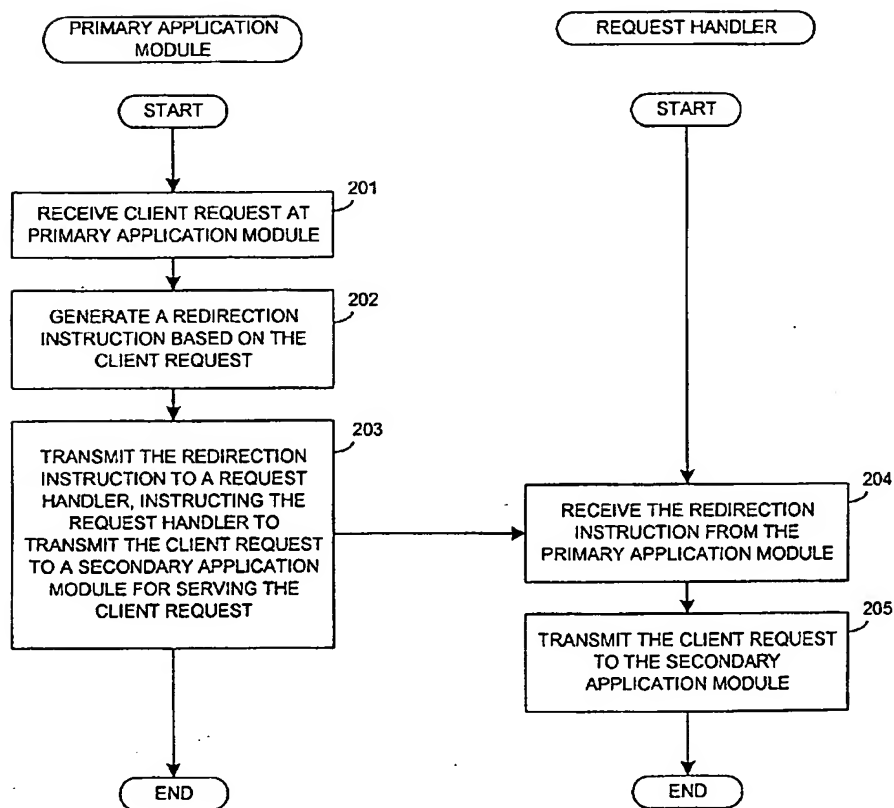 PRIMARY APPLICATION
MODULE
START
201
RECEIVE CLIENT REQUEST AT
PRIMARY APPLICATION MODULE
202
GENERATE A REDIRECTION
INSTRUCTION BASED ON THE
CLIENT REQUEST
203
TRANSMIT THE REDIRECTION
INSTRUCTION TO A REQUEST
HANDLER, INSTRUCTING THE
REQUEST HANDLER TO
TRANSMIT THE CLIENT REQUEST
TO A SECONDARY APPLICATION
MODULE FOR SERVING THE
CLIENT REQUEST
END
REQUEST HANDLER
START
204
RECEIVE THE REDIRECTION
INSTRUCTION FROM THE
PRIMARY APPLICATION MODULE
205
TRANSMIT THE CLIENT REQUEST
TO THE SECONDARY
APPLICATION MODULE
END